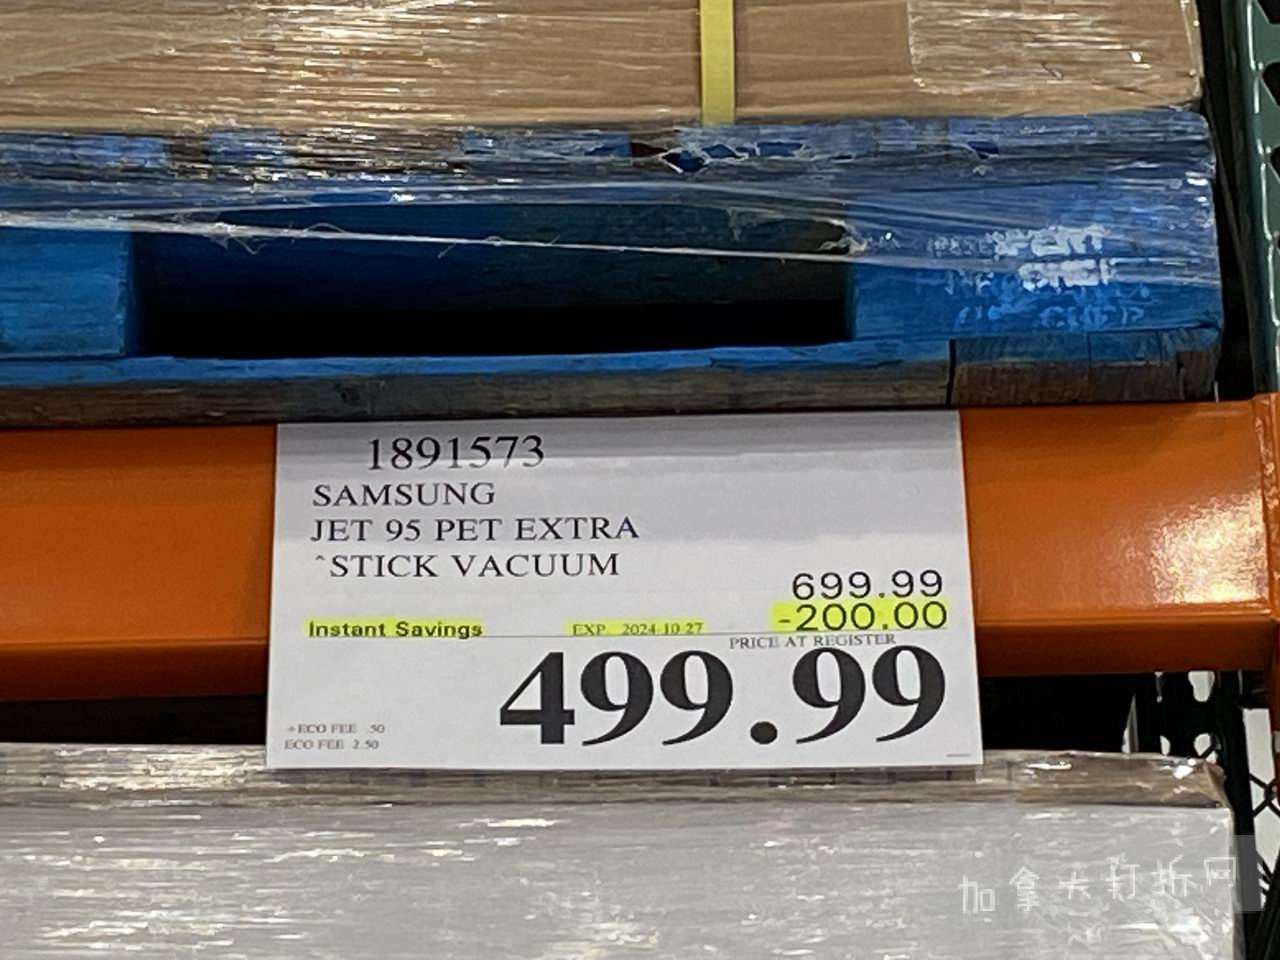 1891573
SAMSUNG
JET 95 PET EXTRA
^STICK VACUUM
699.99
Instant Savings EXP. 2024-10-27 -200.00
PRICE AT REGISTER
499.99
+ECO FEE .50
ECO FEE 2.50
加拿大打折网